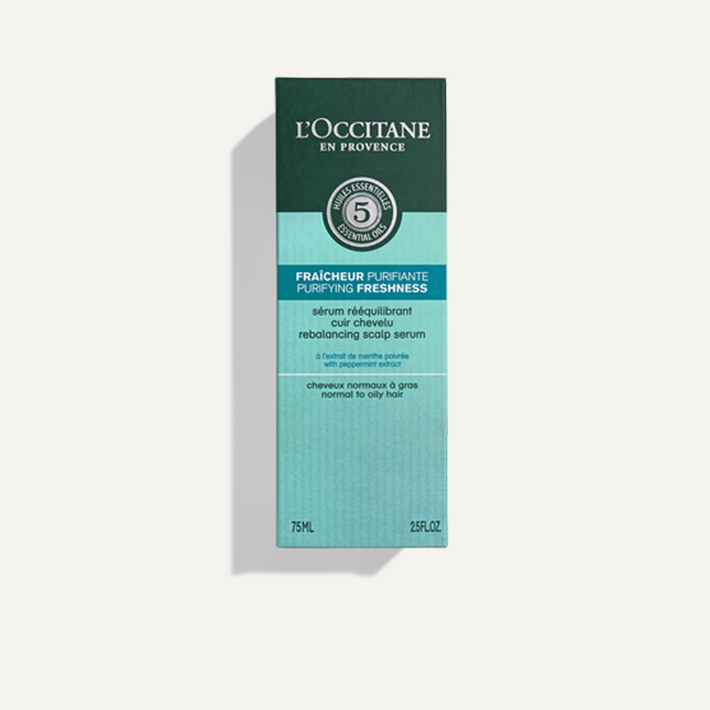 L'OCCITANE
EN PROVENCE
HUILES ESSENTIELLES
5
ESSENTIAL OILS
FRAÎCHEUR PURIFIANTE
PURIFYING FRESHNESS
sérum rééquilibrant
cuir chevelu
rebalancing scalp serum
à l'extrait de menthe poivrée
with peppermint extract
cheveux normaux à gras
normal to oily hair
75ML 2.5FL.OZ.